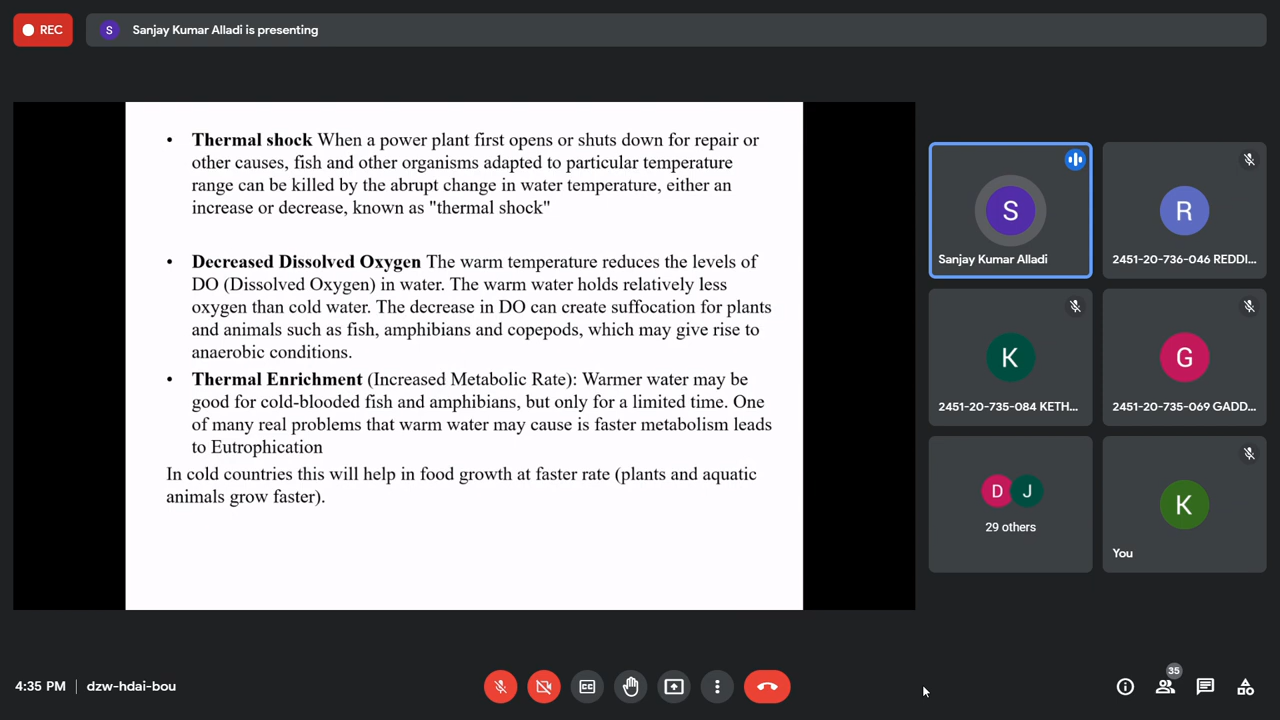 REC
S
Sanjay Kumar Alladi is presenting
• Thermal shock When a power plant first opens or shuts down for repair or
other causes, fish and other organisms adapted to particular temperature
range can be killed by the abrupt change in water temperature, either an
increase or decrease, known as "thermal shock"
• Decreased Dissolved Oxygen The warm temperature reduces the levels of
DO (Dissolved Oxygen) in water. The warm water holds relatively less
oxygen than cold water. The decrease in DO can create suffocation for plants
and animals such as fish, amphibians and copepods, which may give rise to
anaerobic conditions.
• Thermal Enrichment (Increased Metabolic Rate): Warmer water may be
good for cold-blooded fish and amphibians, but only for a limited time. One
of many real problems that warm water may cause is faster metabolism leads
to Eutrophication
In cold countries this will help in food growth at faster rate (plants and aquatic
animals grow faster).
S
Sanjay Kumar Alladi
R
2451-20-736-046 REDDI...
K
2451-20-735-084 KETH...
G
2451-20-735-069 GADD...
D J
29 others
K
You
4:35 PM | dzw-hdai-bou
35